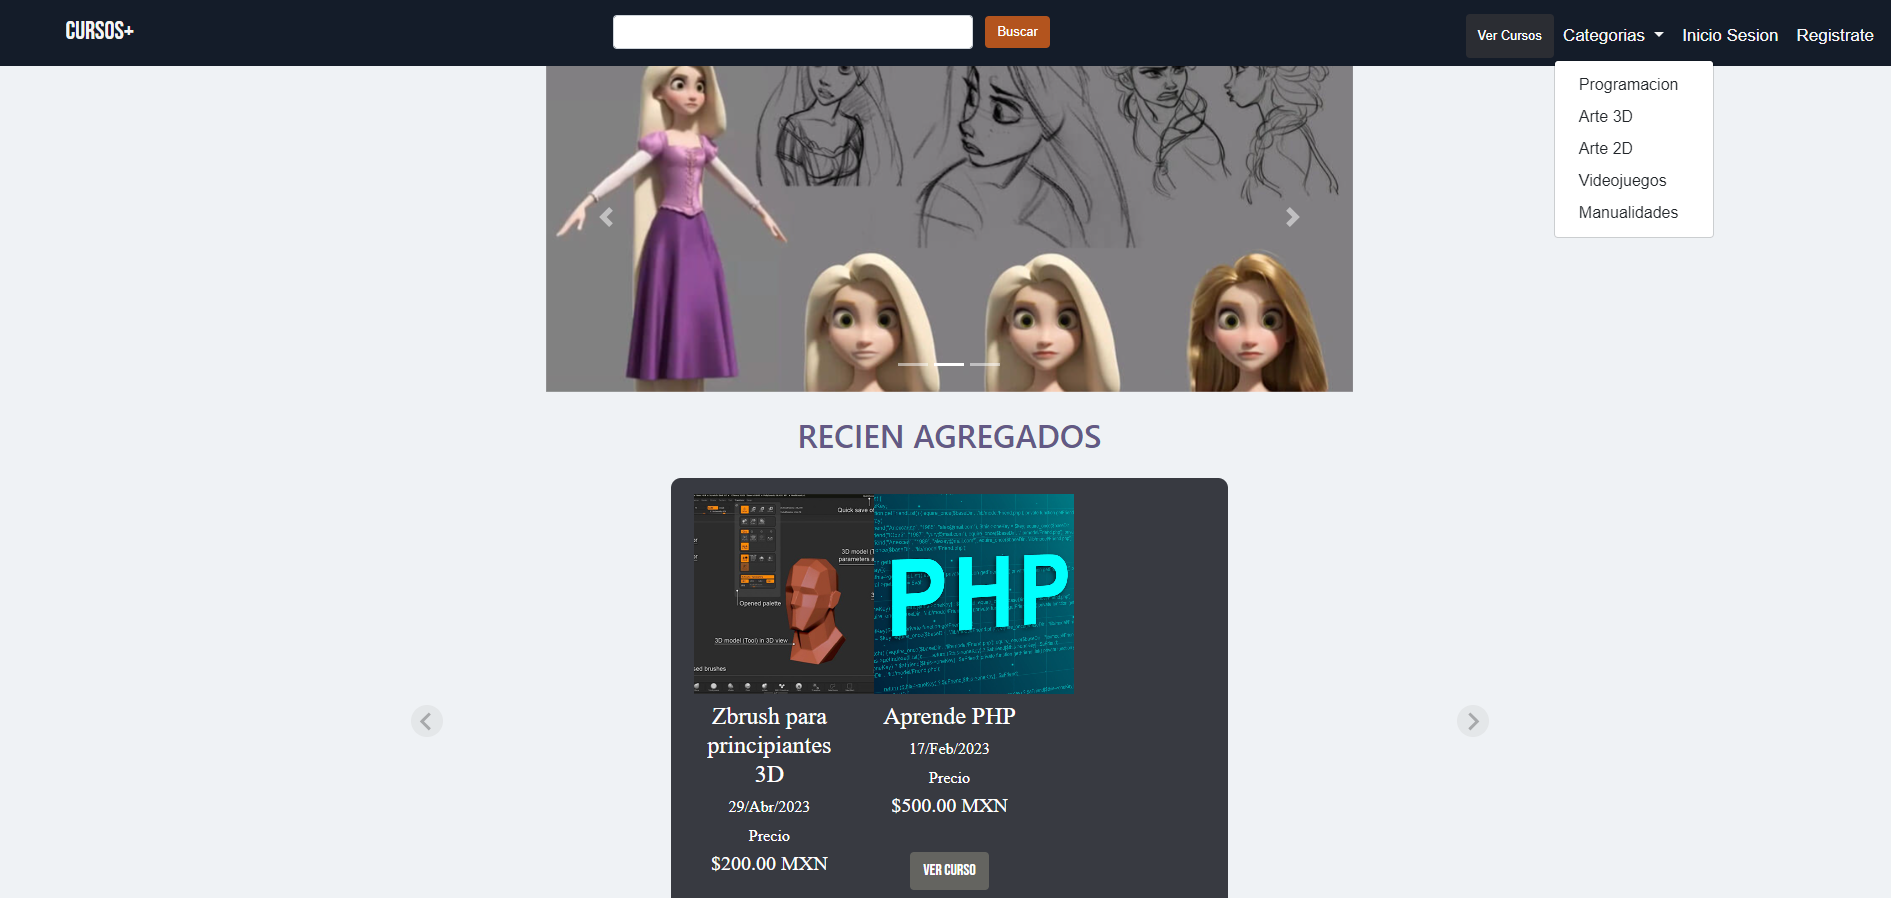 CURSOS+
Buscar
Ver Cursos
Categorias
Inicio Sesion
Registrate
Programacion
Arte 3D
Arte 2D
Videojuegos
Manualidades
RECIEN AGREGADOS
Quick save
3D model
parameters
Opened palette
3D model (Tool) in 3D view
brushes
PHP
Zbrush para
principiantes
3D
29/Abr/2023
Precio
$200.00 MXN
Aprende PHP
17/Feb/2023
Precio
$500.00 MXN
VER CURSO